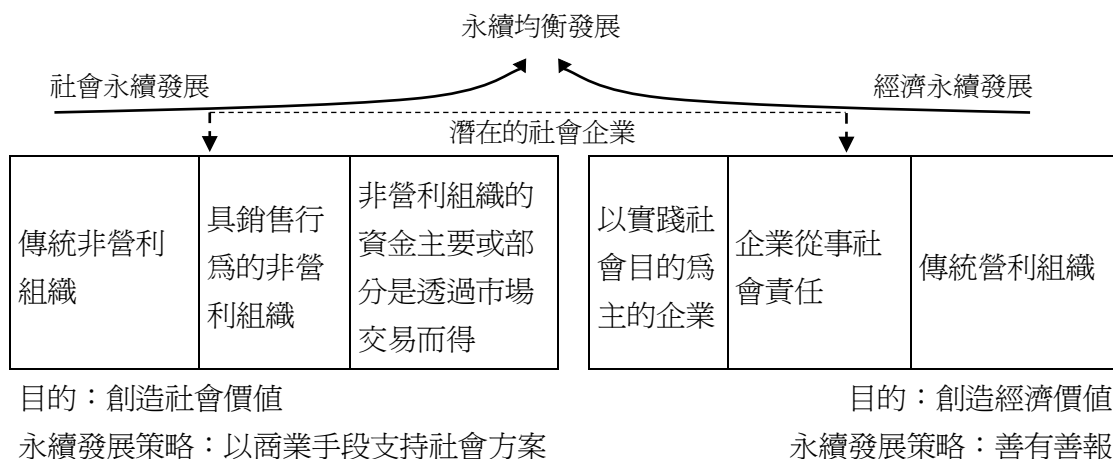 永續均衡發展
社會永續發展
經濟永續發展
潛在的社會企業
傳統非營利
組織
具銷售行
爲的非營
利組織
非營利組織的
資金主要或部
分是透過市場
交易而得
以實踐社
會目的爲
主的企業
企業從事社
會責任
傳統營利組織
目的：創造社會價值
永續發展策略：以商業手段支持社會方案
目的：創造經濟價值
永續發展策略：善有善報